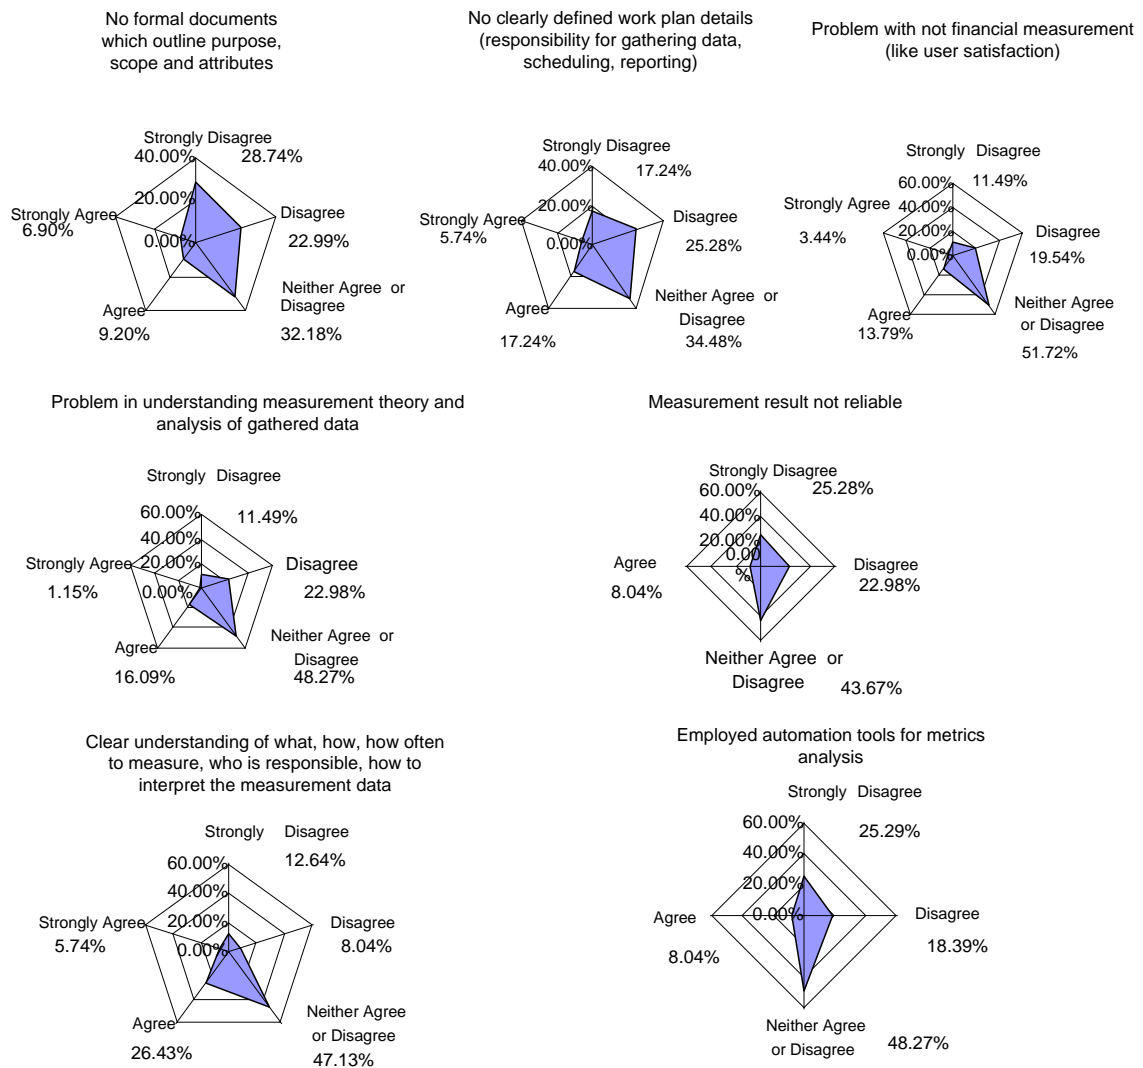 No formal documents
which outline purpose,
scope and attributes
Strongly Disagree
28.74%
40.00%
20.00%
0.00%
Strongly Agree
6.90%
Disagree
22.99%
Neither Agree or
Disagree
32.18%
Agree
9.20%
No clearly defined work plan details
(responsibility for gathering data,
scheduling, reporting)
Strongly Disagree
17.24%
40.00%
20.00%
0.00%
Strongly Agree
5.74%
Disagree
25.28%
Neither Agree or
Disagree
34.48%
Agree
17.24%
Problem with not financial measurement
(like user satisfaction)
Strongly Disagree
11.49%
60.00%
40.00%
20.00%
0.00%
Strongly Agree
3.44%
Disagree
19.54%
Neither Agree
or Disagree
51.72%
Agree
13.79%
Problem in understanding measurement theory and
analysis of gathered data
Strongly Disagree
11.49%
60.00%
40.00%
20.00%
0.00%
Strongly Agree
1.15%
Disagree
22.98%
Neither Agree or
Disagree
48.27%
Agree
16.09%
Measurement result not reliable
Strongly Disagree
25.28%
60.00%
40.00%
20.00%
0.00
%
Agree
8.04%
Disagree
22.98%
Neither Agree or
Disagree
43.67%
Clear understanding of what, how, how often
to measure, who is responsible, how to
interpret the measurement data
Strongly Disagree
12.64%
60.00%
40.00%
20.00%
0.00%
Strongly Agree
5.74%
Disagree
8.04%
Neither Agree
or Disagree
47.13%
Agree
26.43%
Employed automation tools for metrics
analysis
Strongly Disagree
25.29%
60.00%
40.00%
20.00%
0.00%
Agree
8.04%
Disagree
18.39%
Neither Agree
or Disagree
48.27%